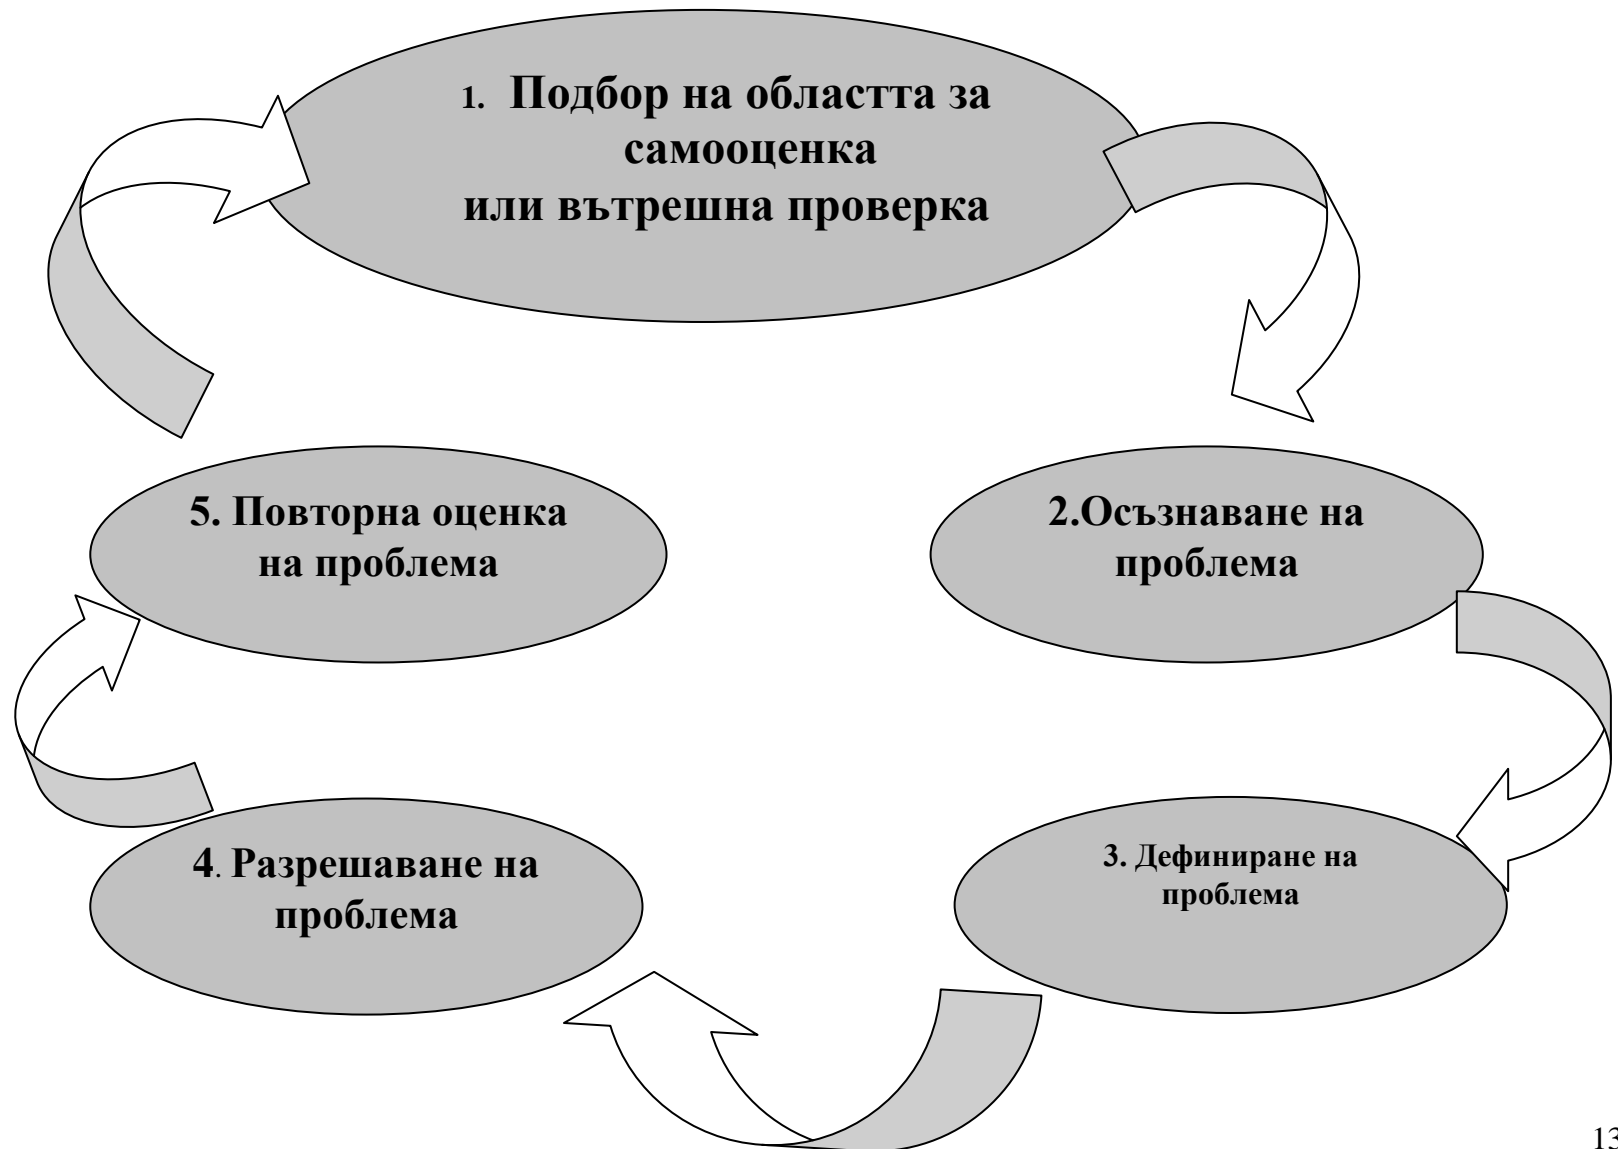 1. Подбор на областта за
самооценка
или вътрешна проверка
2.Осъзнаване на
проблема
3. Дефиниране на
проблема
4. Разрешаване на
проблема
5. Повторна оценка
на проблема
13